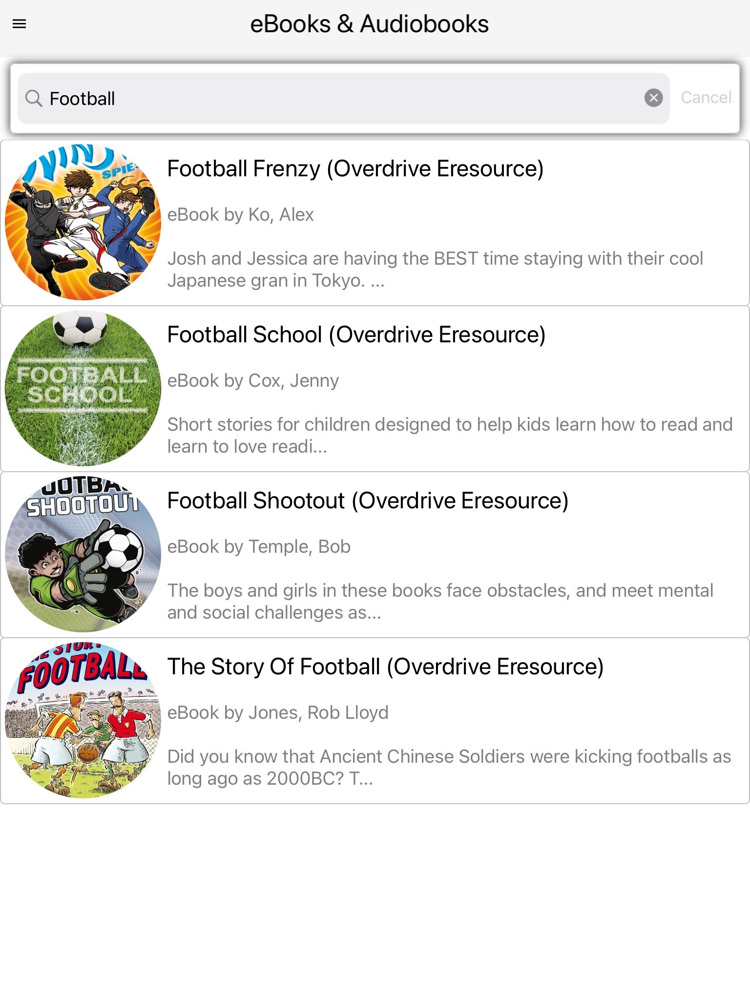 eBooks & Audiobooks
Football
Cancel
SPIES
Football Frenzy (Overdrive Eresource)
eBook by Ko, Alex
Josh and Jessica are having the BEST time staying with their cool
Japanese gran in Tokyo. ...
FOOTBALL
SCHOOL
Football School (Overdrive Eresource)
eBook by Cox, Jenny
Short stories for children designed to help kids learn how to read and
learn to love readi...
SHOOTOUT
Football Shootout (Overdrive Eresource)
eBook by Temple, Bob
The boys and girls in these books face obstacles, and meet mental
and social challenges as...
FOOTBALL
The Story Of Football (Overdrive Eresource)
eBook by Jones, Rob Lloyd
Did you know that Ancient Chinese Soldiers were kicking footballs as
long ago as 2000BC? T...